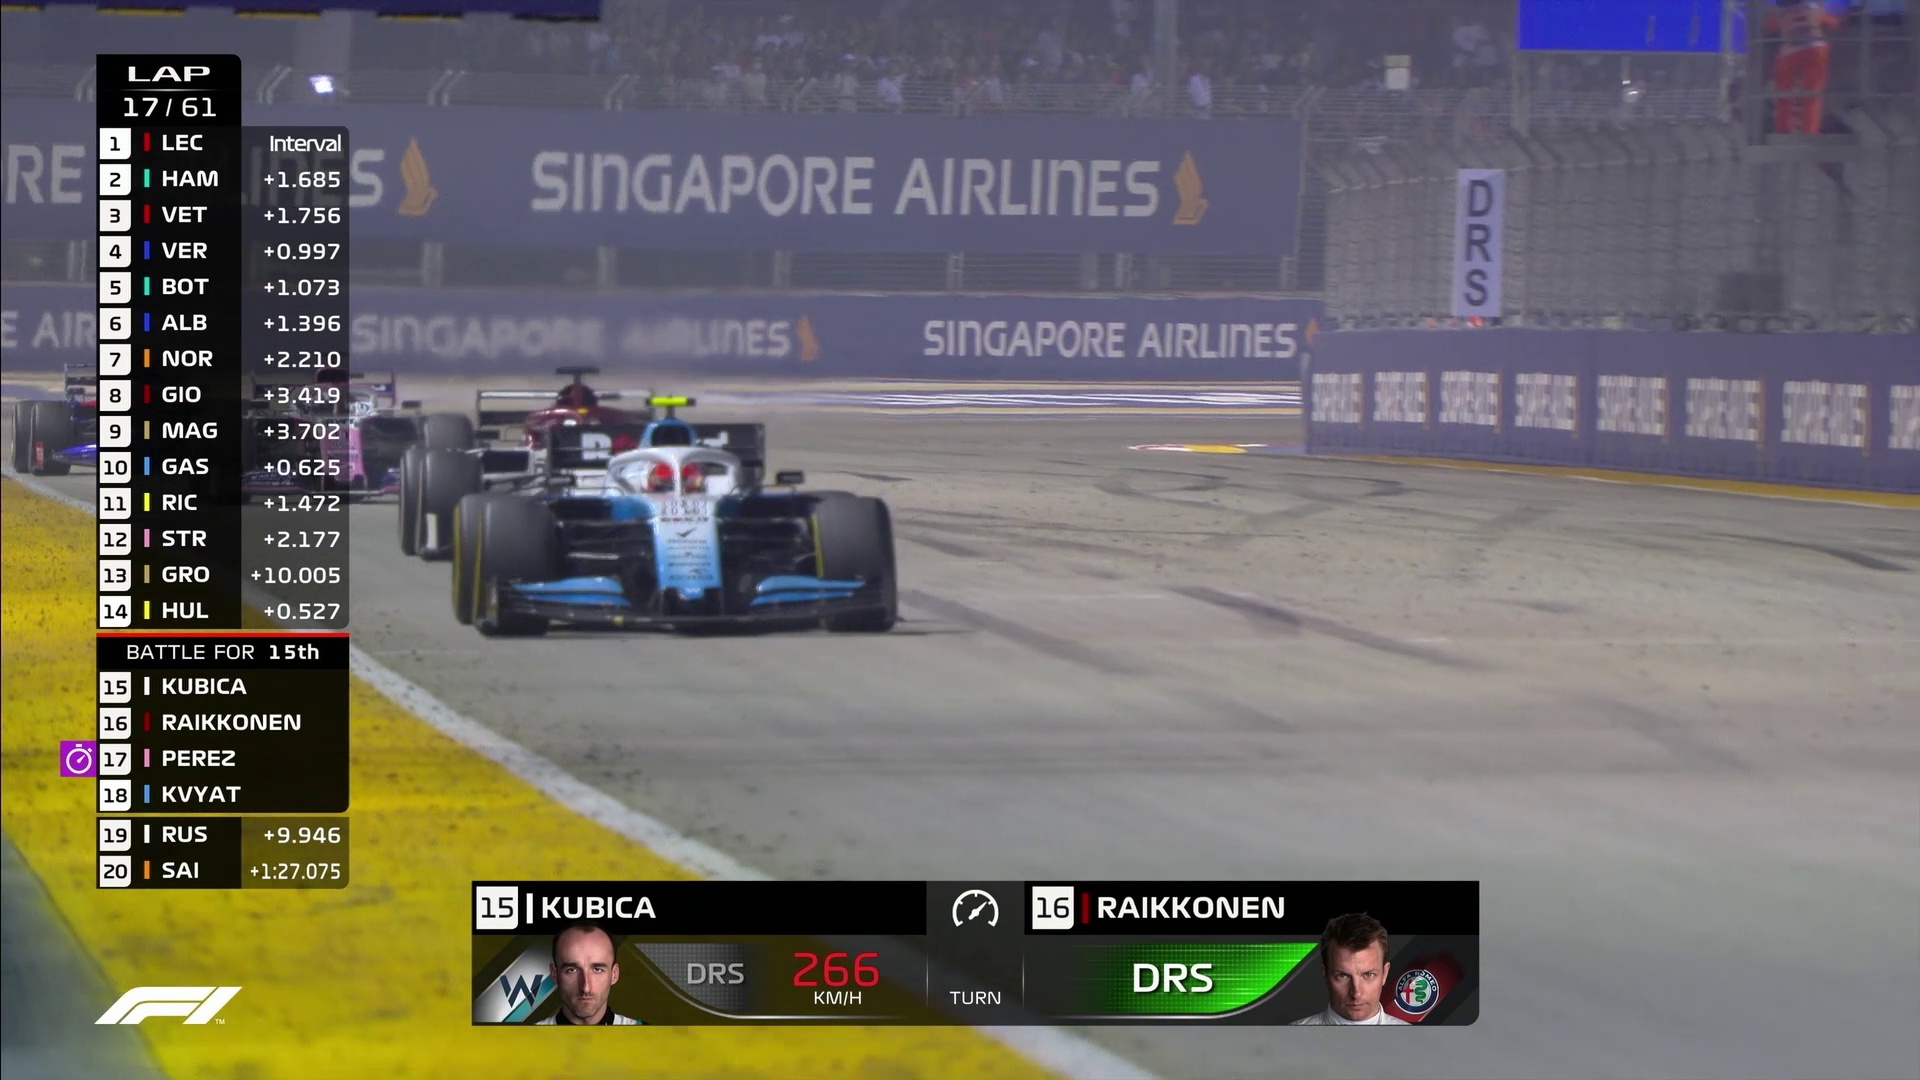 LAP
17/61
1 LEC Interval
2 HAM +1.685
3 VET +1.756
4 VER +0.997
5 BOT +1.073
6 ALB +1.396
7 NOR +2.210
8 GIO +3.419
9 MAG +3.702
10 GAS +0.625
11 RIC +1.472
12 STR +2.177
13 GRO +10.005
14 HUL +0.527
BATTLE FOR 15th
15 KUBICA
16 RAIKKONEN
17 PEREZ
18 KVYAT
19 RUS +9.946
20 SAI +1:27.075
SINGAPORE AIRLINES
DRS
SINGAPORE AIRLINES
SINGAPORE AIRLINES
15 KUBICA
DRS 266
KM/H
TURN
16 RAIKKONEN
DRS
F1